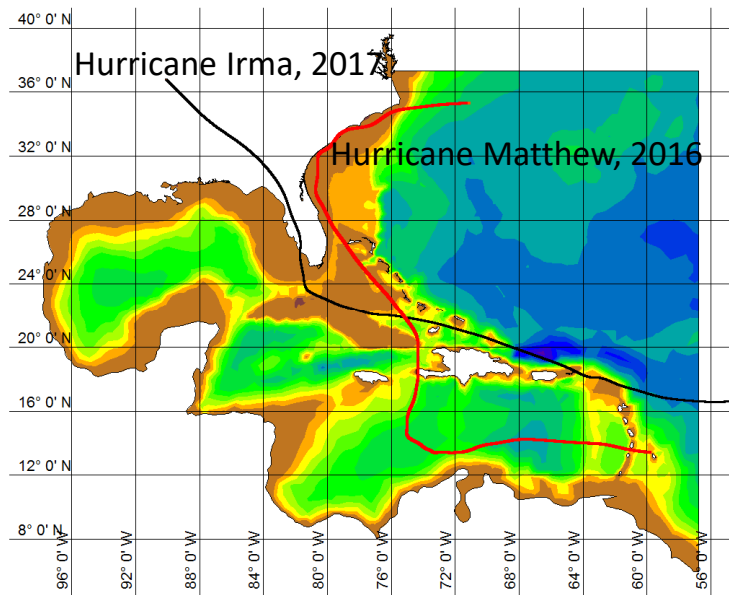 40° 0' N
Hurricane Irma, 2017
36° 0' N
Hurricane Matthew, 2016
32° 0' N
28° 0' N
24° 0' N
20° 0' N
16° 0' N
12° 0' N
8° 0' N
96° 0' W
92° 0' W
88° 0' W
84° 0' W
80° 0' W
76° 0' W
72° 0' W
68° 0' W
64° 0' W
60° 0' W
56° 0' W